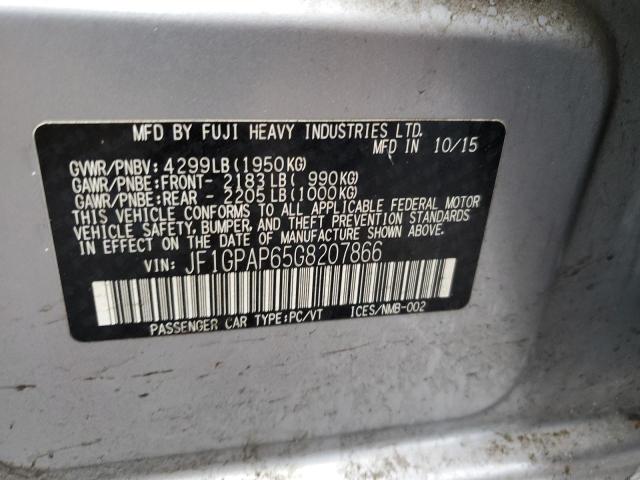 MFD BY FUJI HEAVY INDUSTRIES LTD.
MFD IN 10/15
GVWR/PNBV: 4299LB(1950KG)
GAWR/PNBE:FRONT- 2183LB( 990KG)
GAWR/PNBE:REAR - 2205LB(1000KG)
THIS VEHICLE CONFORMS TO ALL APPLICABLE FEDERAL MOTOR
VEHICLE SAFETY, BUMPER, AND THEFT PREVENTION STANDARDS
IN EFFECT ON THE DATE OF MANUFACTURE SHOWN ABOVE.
VIN: JF1GPAP65G8207866
PASSENGER CAR TYPE:PC/VT ICES/NMB-002